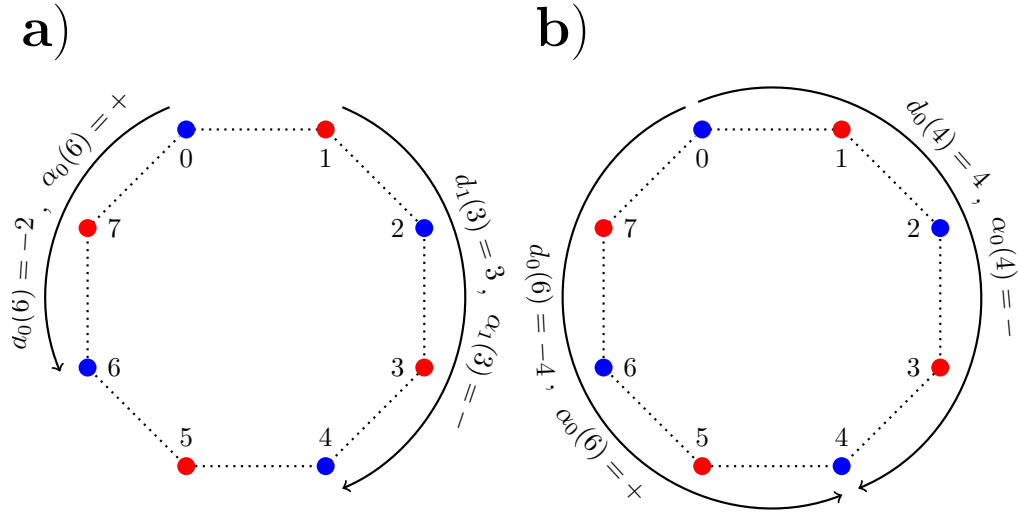 a)
d₀(6) = −2 , α₀(6) = +
d₁(3) = 3 , α₁(3) = −
0
1
2
3
4
5
6
7
b)
d₀(6) = −4 , α₀(6) = +
d₀(4) = 4 , α₀(4) = −
0
1
2
3
4
5
6
7